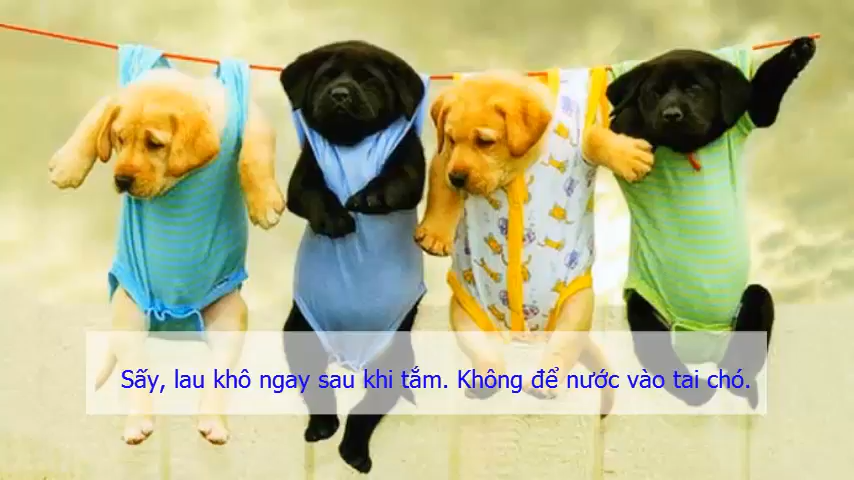 Sấy, lau khô ngay sau khi tắm. Không để nước vào tai chó.